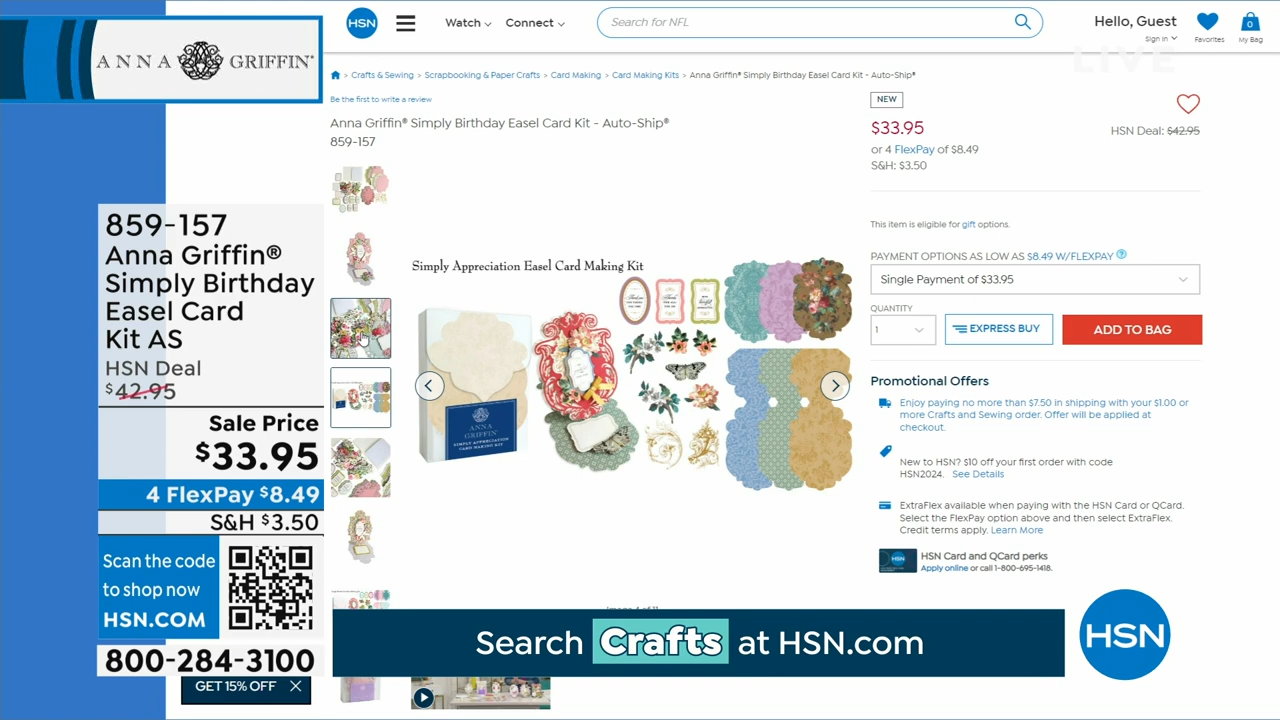 ANNA GRIFFIN
HSN
Watch
Connect
Search for NFL
Hello, Guest
Sign In
Favorites
0
My Bag
LIVE
Crafts & Sewing > Scrapbooking & Paper Crafts > Card Making > Card Making Kits > Anna Griffin® Simply Birthday Easel Card Kit - Auto-Ship®
Be the first to write a review
Anna Griffin® Simply Birthday Easel Card Kit - Auto-Ship®
859-157
NEW
$33.95
HSN Deal: $42.95
or 4 FlexPay of $8.49
S&H: $3.50
This item is eligible for gift options.
PAYMENT OPTIONS AS LOW AS $8.49 W/FLEXPAY
Single Payment of $33.95
QUANTITY
1
EXPRESS BUY
ADD TO BAG
Promotional Offers
Enjoy paying no more than $7.50 in shipping with your $1.00 or
more Crafts and Sewing order. Offer will be applied at
checkout.
New to HSN? $10 off your first order with code
HSN2024. See Details
ExtraFlex available when paying with the HSN Card or QCard.
Select the FlexPay option above and then select ExtraFlex.
Credit terms apply. Learn More
HSN Card and QCard perks
Apply online or call 1-800-695-1418.
Simply Appreciation Easel Card Making Kit
ANNA
GRIFFIN
SIMPLY APPRECIATION
CARD MAKING KIT
859-157
Anna Griffin®
Simply Birthday
Easel Card
Kit AS
HSN Deal
$42.95
Sale Price
$33.95
4 FlexPay $8.49
S&H $3.50
Scan the code
to shop now
HSN.COM
800-284-3100
GET 15% OFF
Search Crafts at HSN.com
HSN